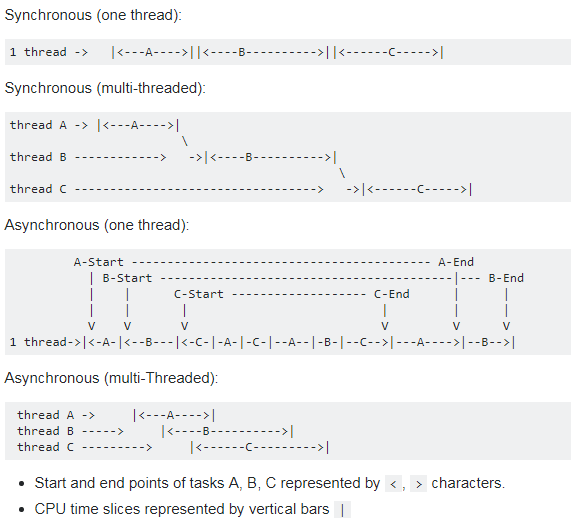 Synchronous (one thread):
1 thread ->   |<---A---->||<----B---------->||<------C----->|
Synchronous (multi-threaded):
thread A -> |<---A---->|
                        \
thread B ------------>   ->|<----B---------->|
                                              \
thread C ---------------------------------->   ->|<------C----->|
Asynchronous (one thread):
         A-Start ------------------------------------------ A-End
           | B-Start -----------------------------------------|--- B-End
           |    |      C-Start ------------------- C-End      |      |
           |    |       |                           |         |      |
           V    V       V                           V         V      V
1 thread->|<-A-|<--B---|<-C-|-A-|-C-|--A--|-B-|--C-->|---A---->|--B-->|
Asynchronous (multi-Threaded):
 thread A ->     |<---A---->|
 thread B ----->     |<----B---------->|
 thread C --------->     |<------C--------->|
• Start and end points of tasks A, B, C represented by <, > characters.
• CPU time slices represented by vertical bars |